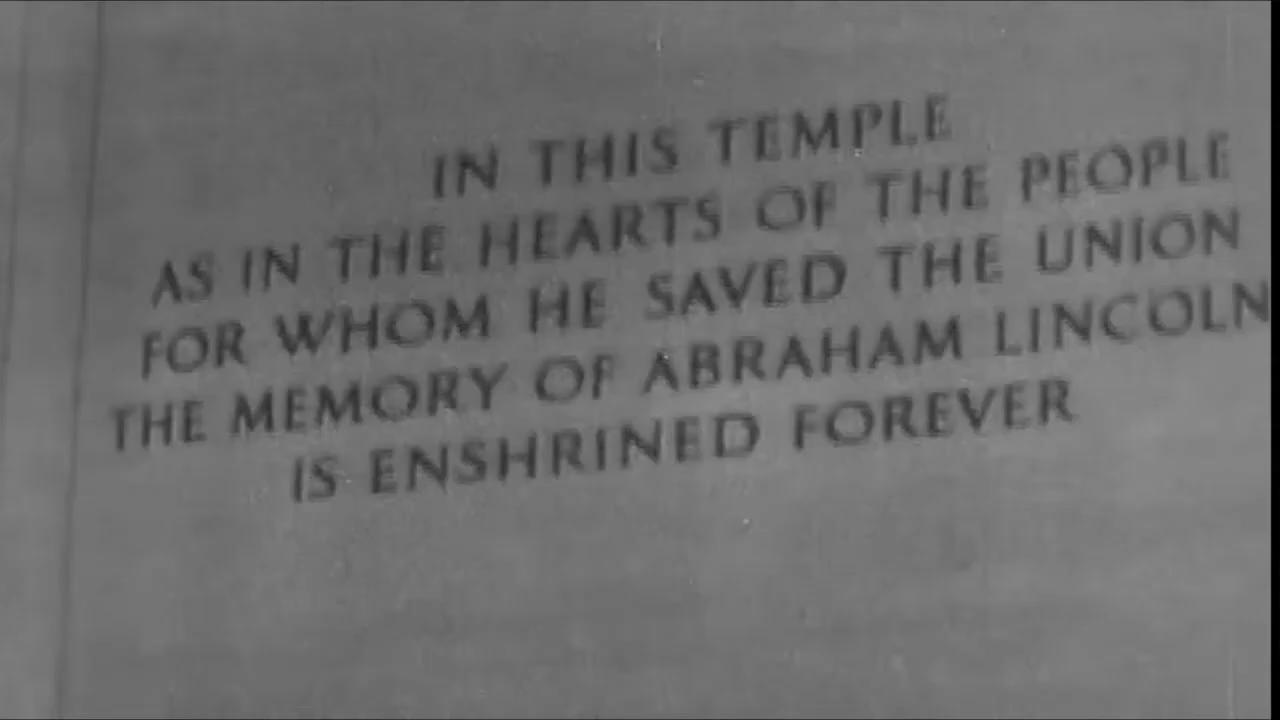 IN THIS TEMPLE
AS IN THE HEARTS OF THE PEOPLE
FOR WHOM HE SAVED THE UNION
THE MEMORY OF ABRAHAM LINCOLN
IS ENSHRINED FOREVER